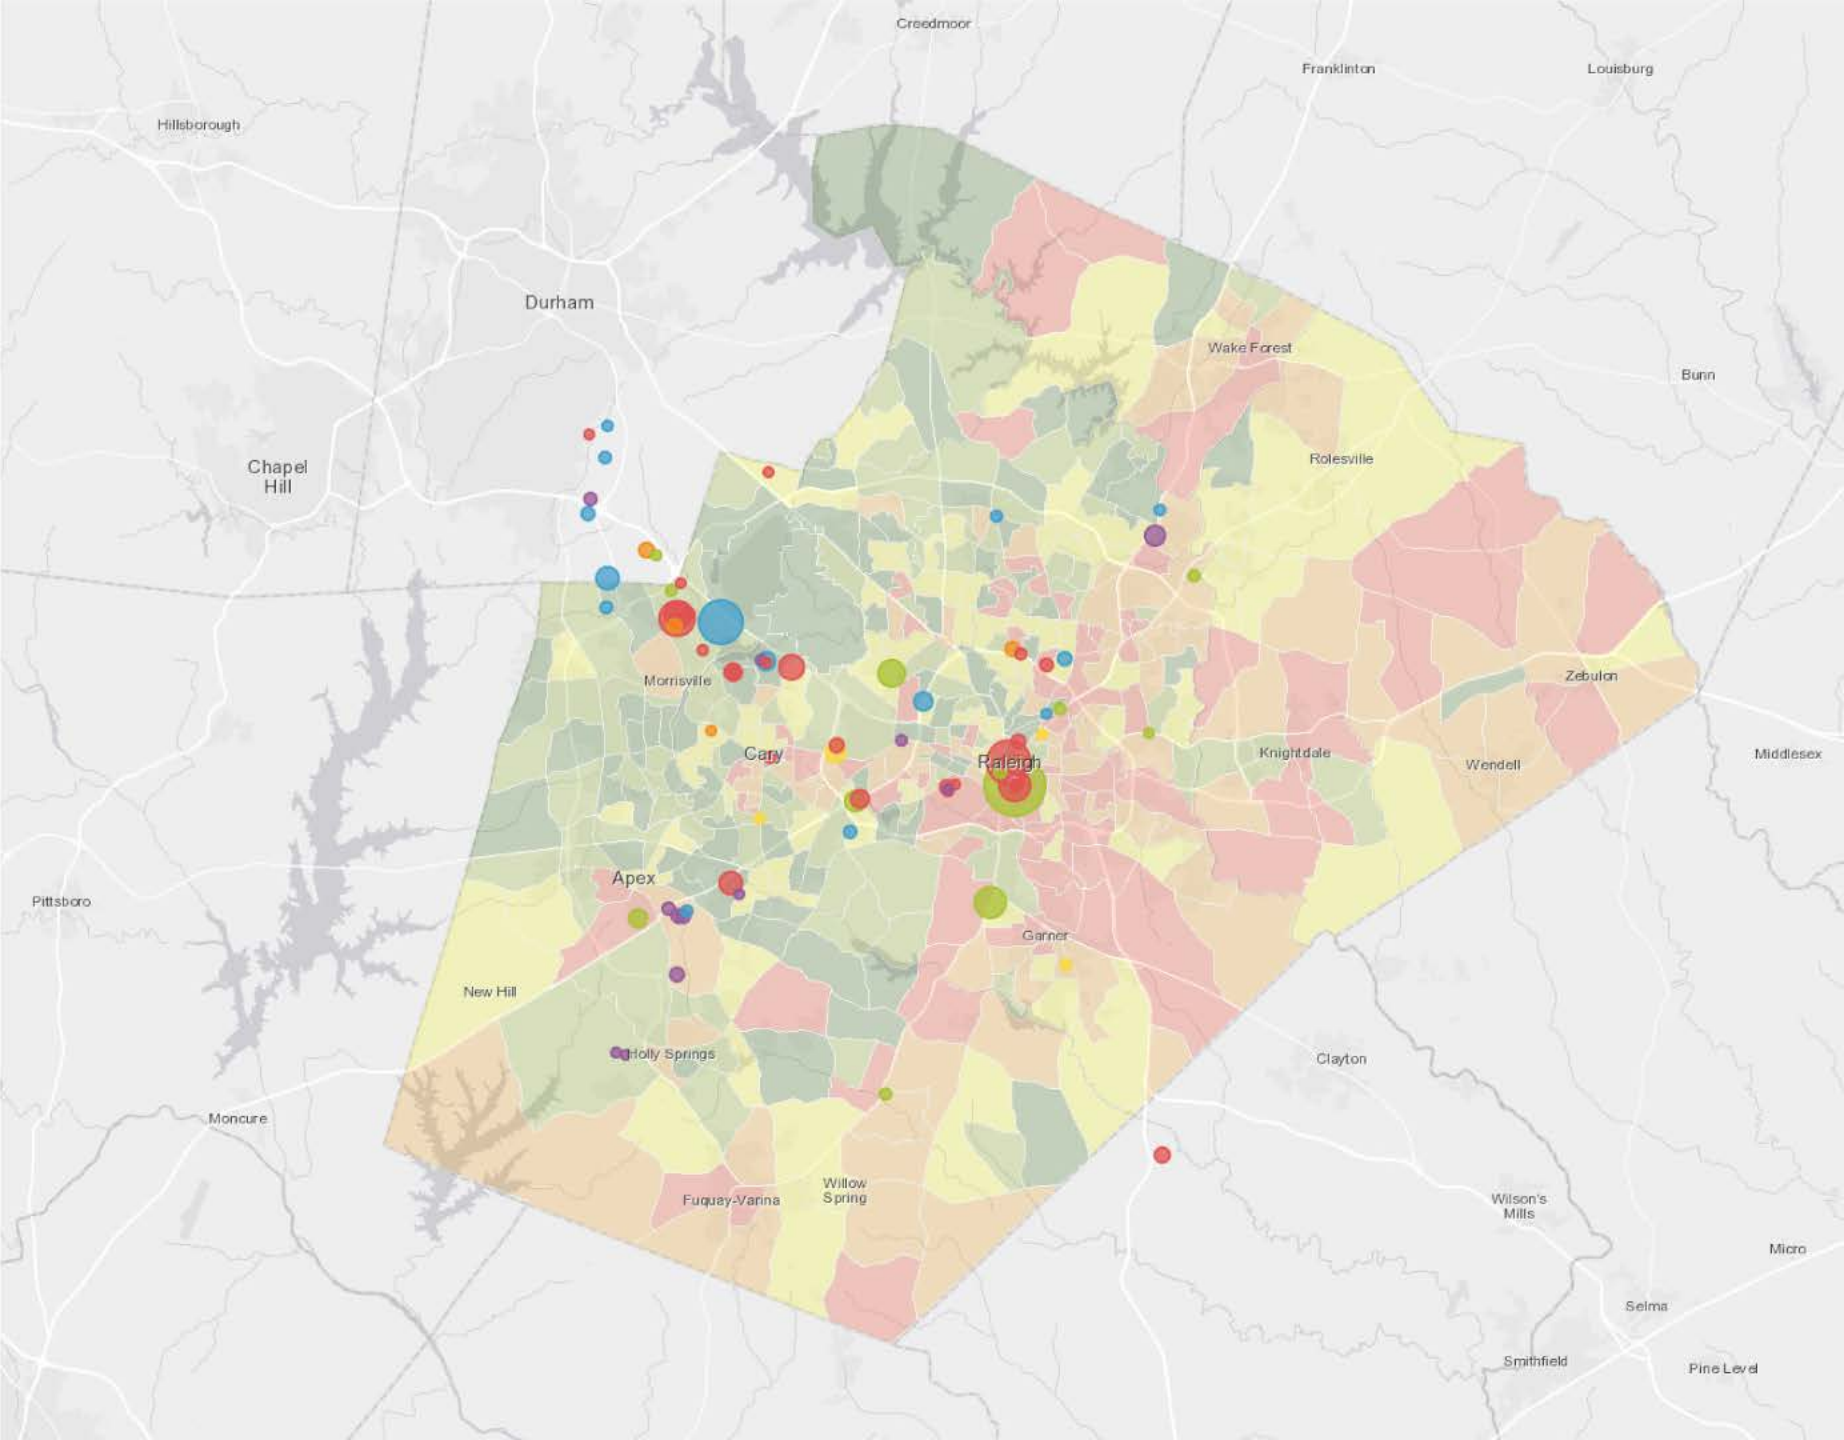 Creedmoor
Franklinton
Louisburg
Hillsborough
Durham
Wake Forest
Bunn
Chapel
Hill
Rolesville
Morrisville
Zebulon
Cary
Raleigh
Knightdale
Wendell
Middlesex
Apex
Pittsboro
Garner
New Hill
Holly Springs
Clayton
Moncure
Fuquay-Varina
Willow
Spring
Wilson's
Mills
Micro
Selma
Smithfield
Pine Level